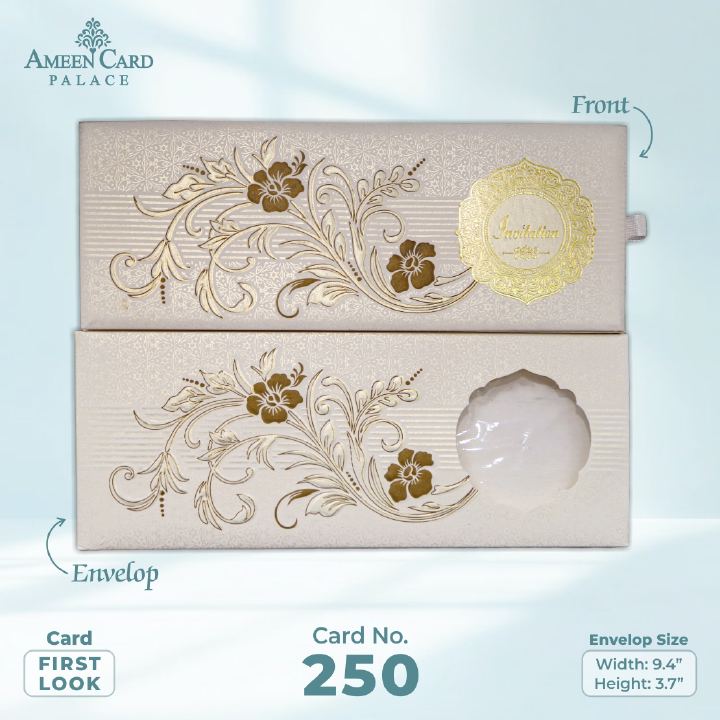 AMEEN CARD
PALACE
Front
Invitation
Envelop
Card
FIRST
LOOK
Card No.
250
Envelop Size
Width: 9.4”
Height: 3.7”